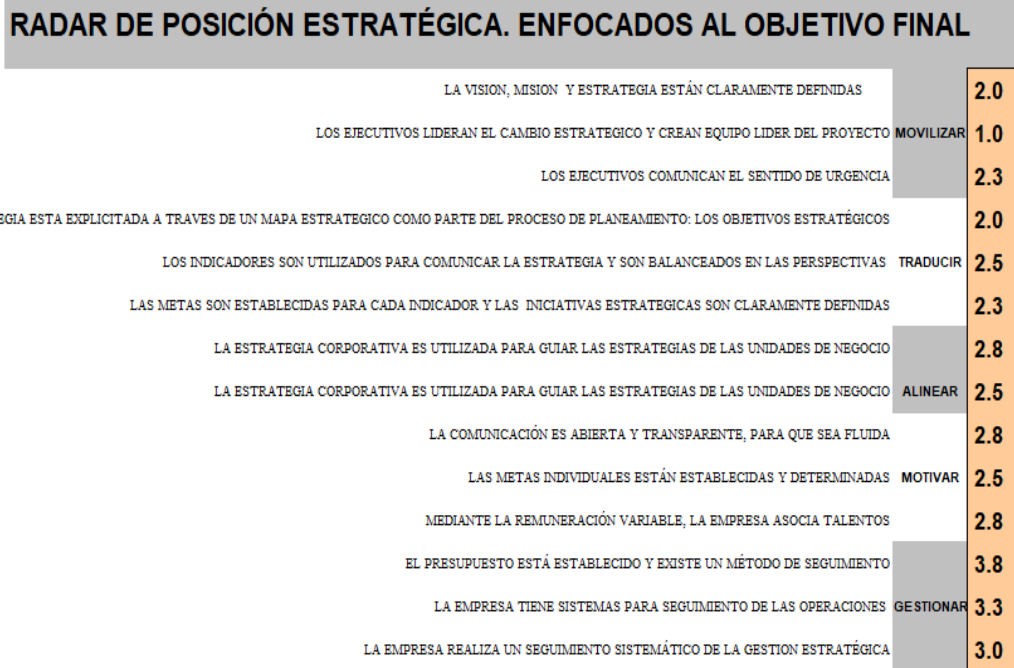 RADAR DE POSICIÓN ESTRATÉGICA. ENFOCADOS AL OBJETIVO FINAL
LA VISION, MISION Y ESTRATEGIA ESTÁN CLARAMENTE DEFINIDAS 2.0
LOS EJECUTIVOS LIDERAN EL CAMBIO ESTRATEGICO Y CREAN EQUIPO LIDER DEL PROYECTO MOVILIZAR 1.0
LOS EJECUTIVOS COMUNICAN EL SENTIDO DE URGENCIA 2.3
EGIA ESTA EXPLICITADA A TRAVES DE UN MAPA ESTRATEGICO COMO PARTE DEL PROCESO DE PLANEAMIENTO: LOS OBJETIVOS ESTRATÉGICOS 2.0
LOS INDICADORES SON UTILIZADOS PARA COMUNICAR LA ESTRATEGIA Y SON BALANCEADOS EN LAS PERSPECTIVAS TRADUCIR 2.5
LAS METAS SON ESTABLECIDAS PARA CADA INDICADOR Y LAS INICIATIVAS ESTRATEGICAS SON CLARAMENTE DEFINIDAS 2.3
LA ESTRATEGIA CORPORATIVA ES UTILIZADA PARA GUIAR LAS ESTRATEGIAS DE LAS UNIDADES DE NEGOCIO 2.8
LA ESTRATEGIA CORPORATIVA ES UTILIZADA PARA GUIAR LAS ESTRATEGIAS DE LAS UNIDADES DE NEGOCIO ALINEAR 2.5
LA COMUNICACIÓN ES ABIERTA Y TRANSPARENTE, PARA QUE SEA FLUIDA 2.8
LAS METAS INDIVIDUALES ESTÁN ESTABLECIDAS Y DETERMINADAS MOTIVAR 2.5
MEDIANTE LA REMUNERACIÓN VARIABLE, LA EMPRESA ASOCIA TALENTOS 2.8
EL PRESUPUESTO ESTÁ ESTABLECIDO Y EXISTE UN MÉTODO DE SEGUIMIENTO 3.8
LA EMPRESA TIENE SISTEMAS PARA SEGUIMIENTO DE LAS OPERACIONES GESTIONAR 3.3
LA EMPRESA REALIZA UN SEGUIMIENTO SISTEMÁTICO DE LA GESTION ESTRATÉGICA 3.0